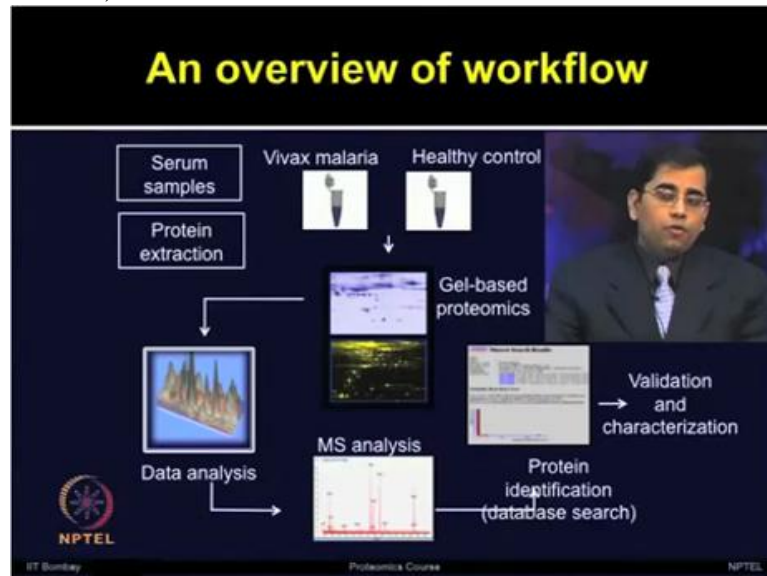 An overview of workflow
Serum
samples
Vivax malaria
Healthy control
Protein
extraction
Gel-based
proteomics
Data analysis
MS analysis
Protein
identification
(database search)
Validation
and
characterization
NPTEL
IIT Bombay
Proteomics Course
NPTEL